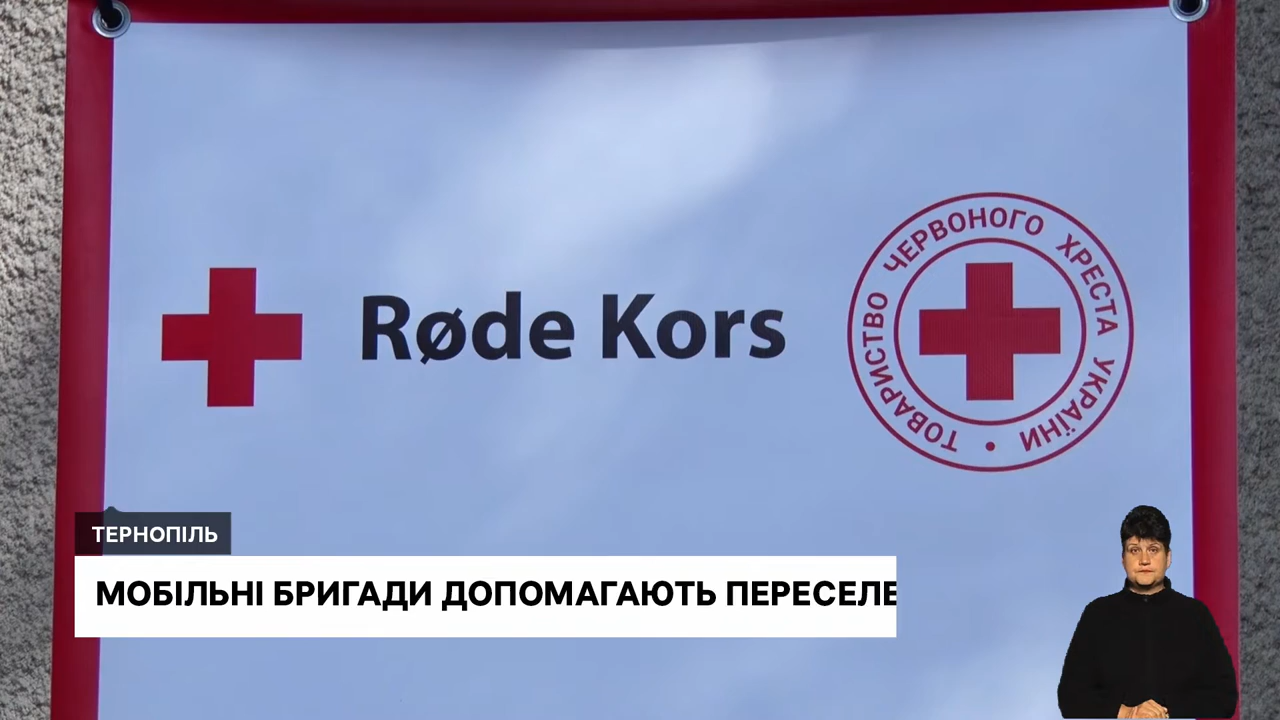 Røde Kors
ТОВАРИСТВО ЧЕРВОНОГО ХРЕСТА УКРАЇНИ •
ТЕРНОПІЛЬ
МОБІЛЬНІ БРИГАДИ ДОПОМАГАЮТЬ ПЕРЕСЕЛЕ